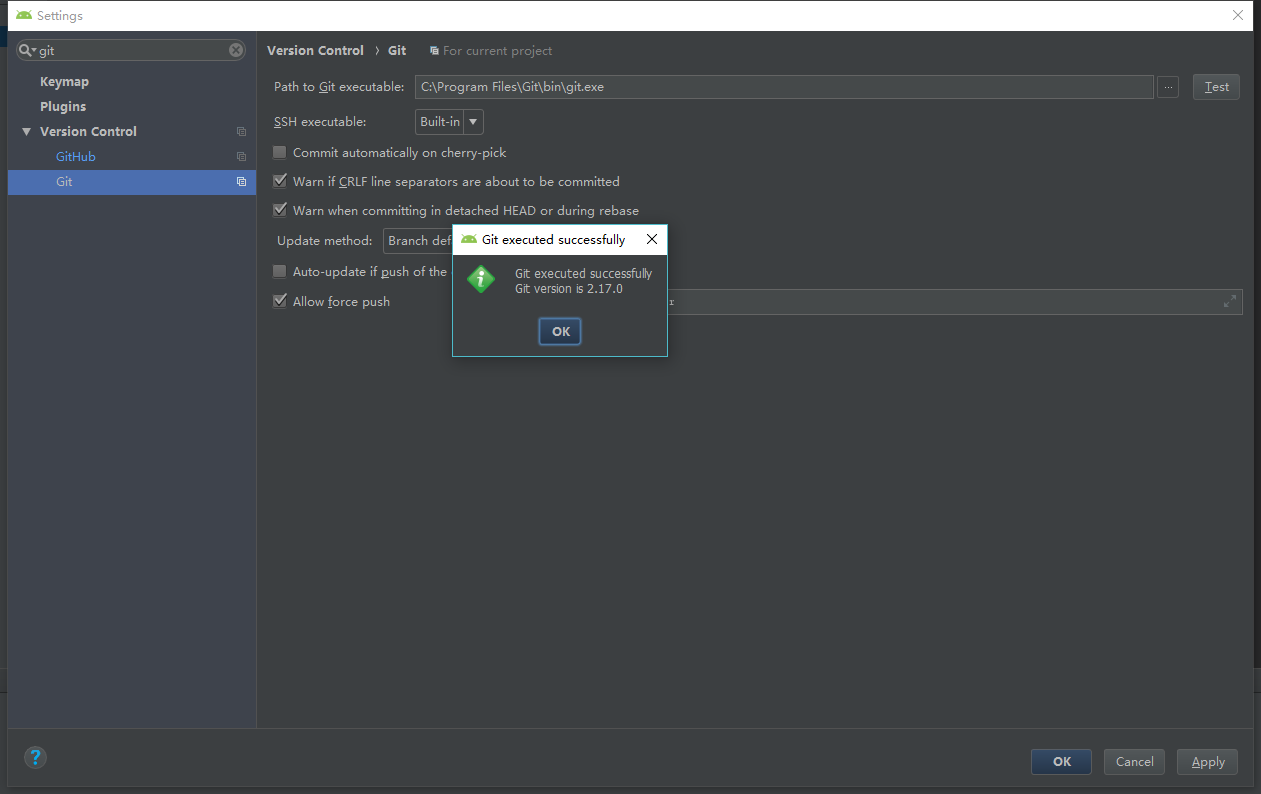 Settings
git
Keymap
Plugins
Version Control
GitHub
Git
Version Control › Git For current project
Path to Git executable: C:\Program Files\Git\bin\git.exe ... Test
SSH executable: Built-in
Commit automatically on cherry-pick
Warn if CRLF line separators are about to be committed
Warn when committing in detached HEAD or during rebase
Update method: Branch def
Auto-update if push of the
Allow force push
r
Git executed successfully
Git executed successfully
Git version is 2.17.0
OK
?
OK Cancel Apply